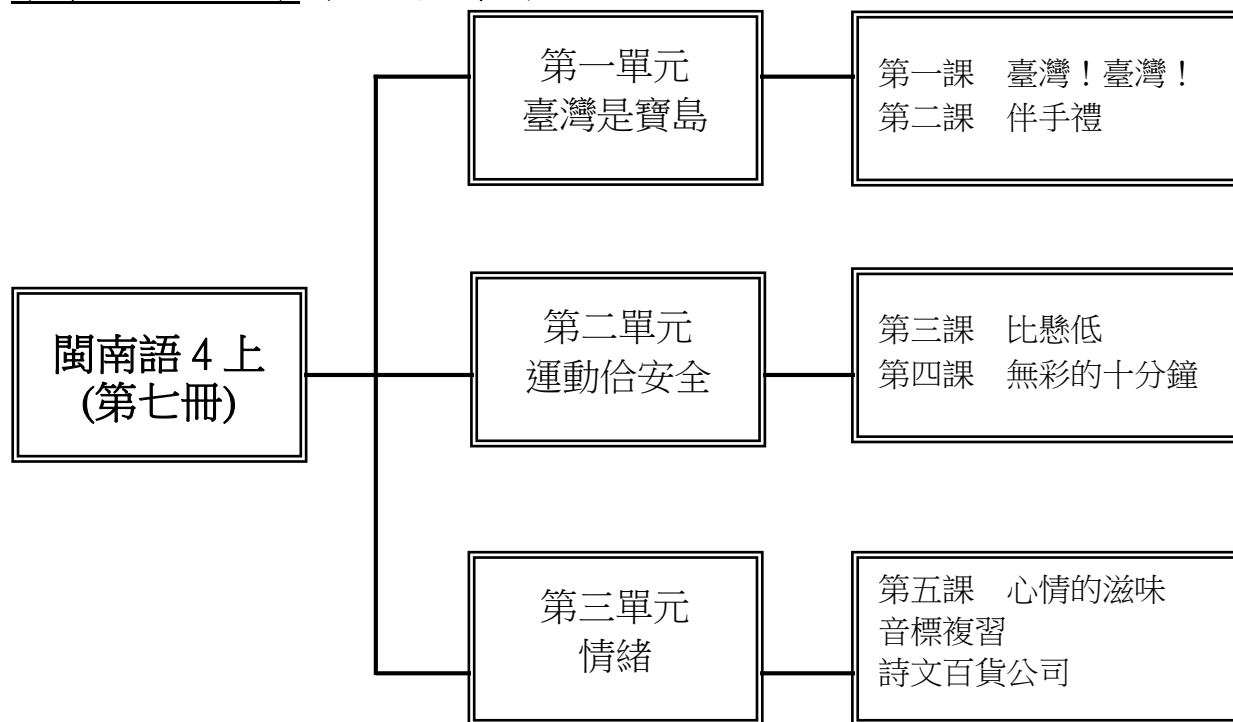 第一單元
臺灣是寶島
第一課　臺灣！臺灣！
第二課　伴手禮
閩南語 4 上
(第七冊)
第二單元
運動佮安全
第三課　比懸低
第四課　無彩的十分鐘
第三單元
情緒
第五課　心情的滋味
音標複習
詩文百貨公司